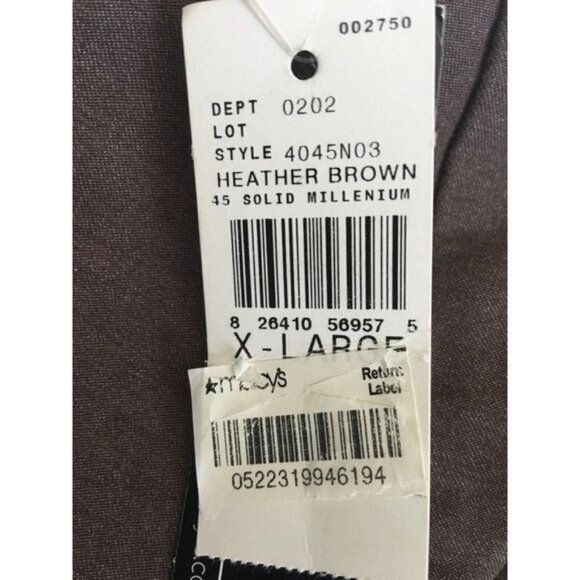 002750
DEPT 0202
LOT
STYLE 4045N03
HEATHER BROWN
45 SOLID MILLENIUM
8 26410 56957 5
X-LARGE
★macy's Return
Label
0522319946194